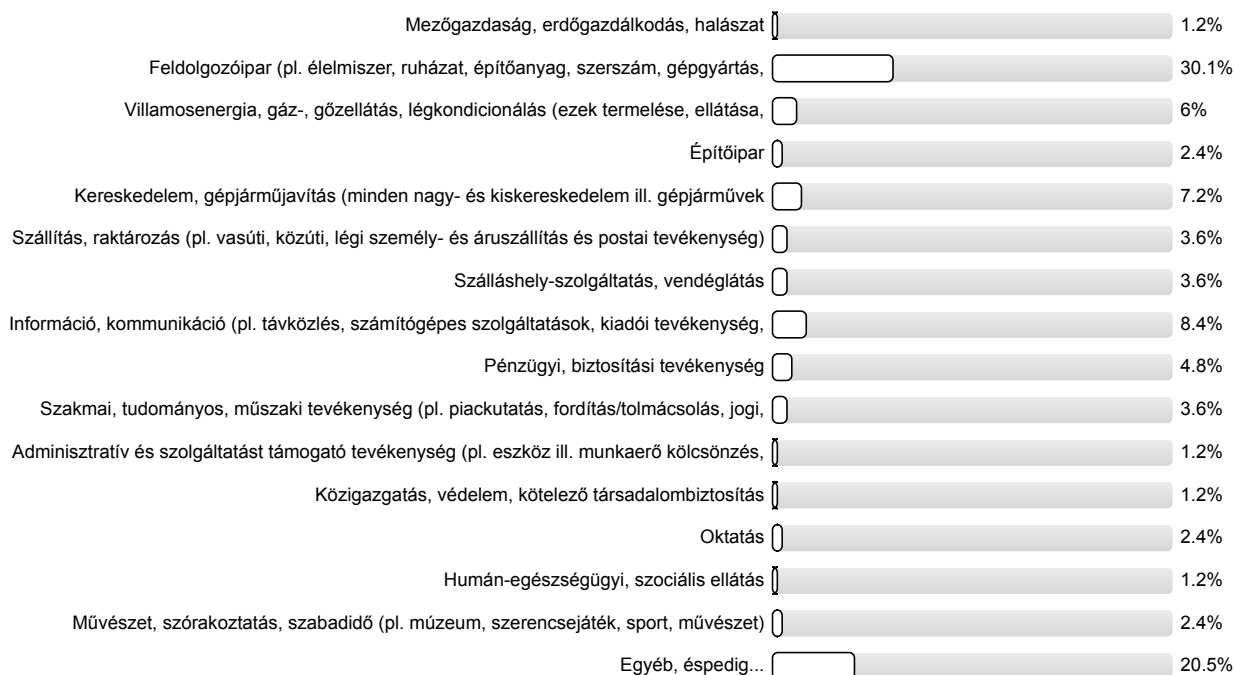 Mezőgazdaság, erdőgazdálkodás, halászat 1.2%
Feldolgozóipar (pl. élelmiszer, ruházat, építőanyag, szerszám, gépgyártás, 30.1%
Villamosenergia, gáz-, gőzellátás, légkondicionálás (ezek termelése, ellátása, 6%
Építőipar 2.4%
Kereskedelem, gépjárműjavítás (minden nagy- és kiskereskedelem ill. gépjárművek 7.2%
Szállítás, raktározás (pl. vasúti, közúti, légi személy- és áruszállítás és postai tevékenység) 3.6%
Szálláshely-szolgáltatás, vendéglátás 3.6%
Információ, kommunikáció (pl. távközlés, számítógépes szolgáltatások, kiadói tevékenység, 8.4%
Pénzügyi, biztosítási tevékenység 4.8%
Szakmai, tudományos, műszaki tevékenység (pl. piackutatás, fordítás/tolmácsolás, jogi, 3.6%
Adminisztratív és szolgáltatást támogató tevékenység (pl. eszköz ill. munkaerő kölcsönzés, 1.2%
Közigazgatás, védelem, kötelező társadalombiztosítás 1.2%
Oktatás 2.4%
Humán-egészségügyi, szociális ellátás 1.2%
Művészet, szórakoztatás, szabadidő (pl. múzeum, szerencsejáték, sport, művészet) 2.4%
Egyéb, éspedig... 20.5%